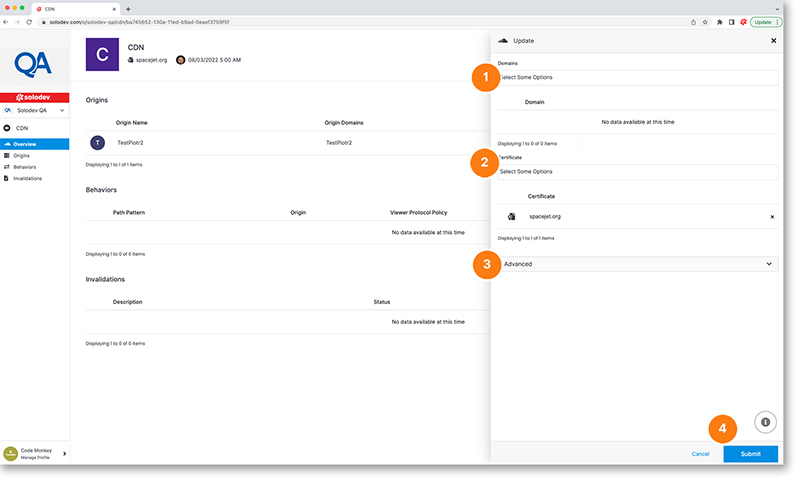 CDN
Update
solodev.com/o/solodev-qa/cdn/ba745652-130a-11ed-b9ad-0eaef3759f5f
QA
solodev
QA Solodev QA
CDN
Overview
Origins
Behaviors
Invalidations
Code Monkey
Manage Profile
C
CDN
spacejet.org 08/03/2022 5:00 AM
Origins
Origin Name Origin Domains
T TestPiotr2 TestPiotr2
Displaying 1 to 1 of 1 items
Behaviors
Path Pattern Origin Viewer Protocol Policy
No data available at this time
Displaying 1 to 0 of 0 items
Invalidations
Description Status
No data available at this time
Displaying 1 to 0 of 0 items
Update
Domains
1
Select Some Options
Domain
No data available at this time
Displaying 1 to 0 of 0 items
2
Certificate
Select Some Options
Certificate
spacejet.org
Displaying 1 to 1 of 1 items
3
Advanced
4
Cancel Submit